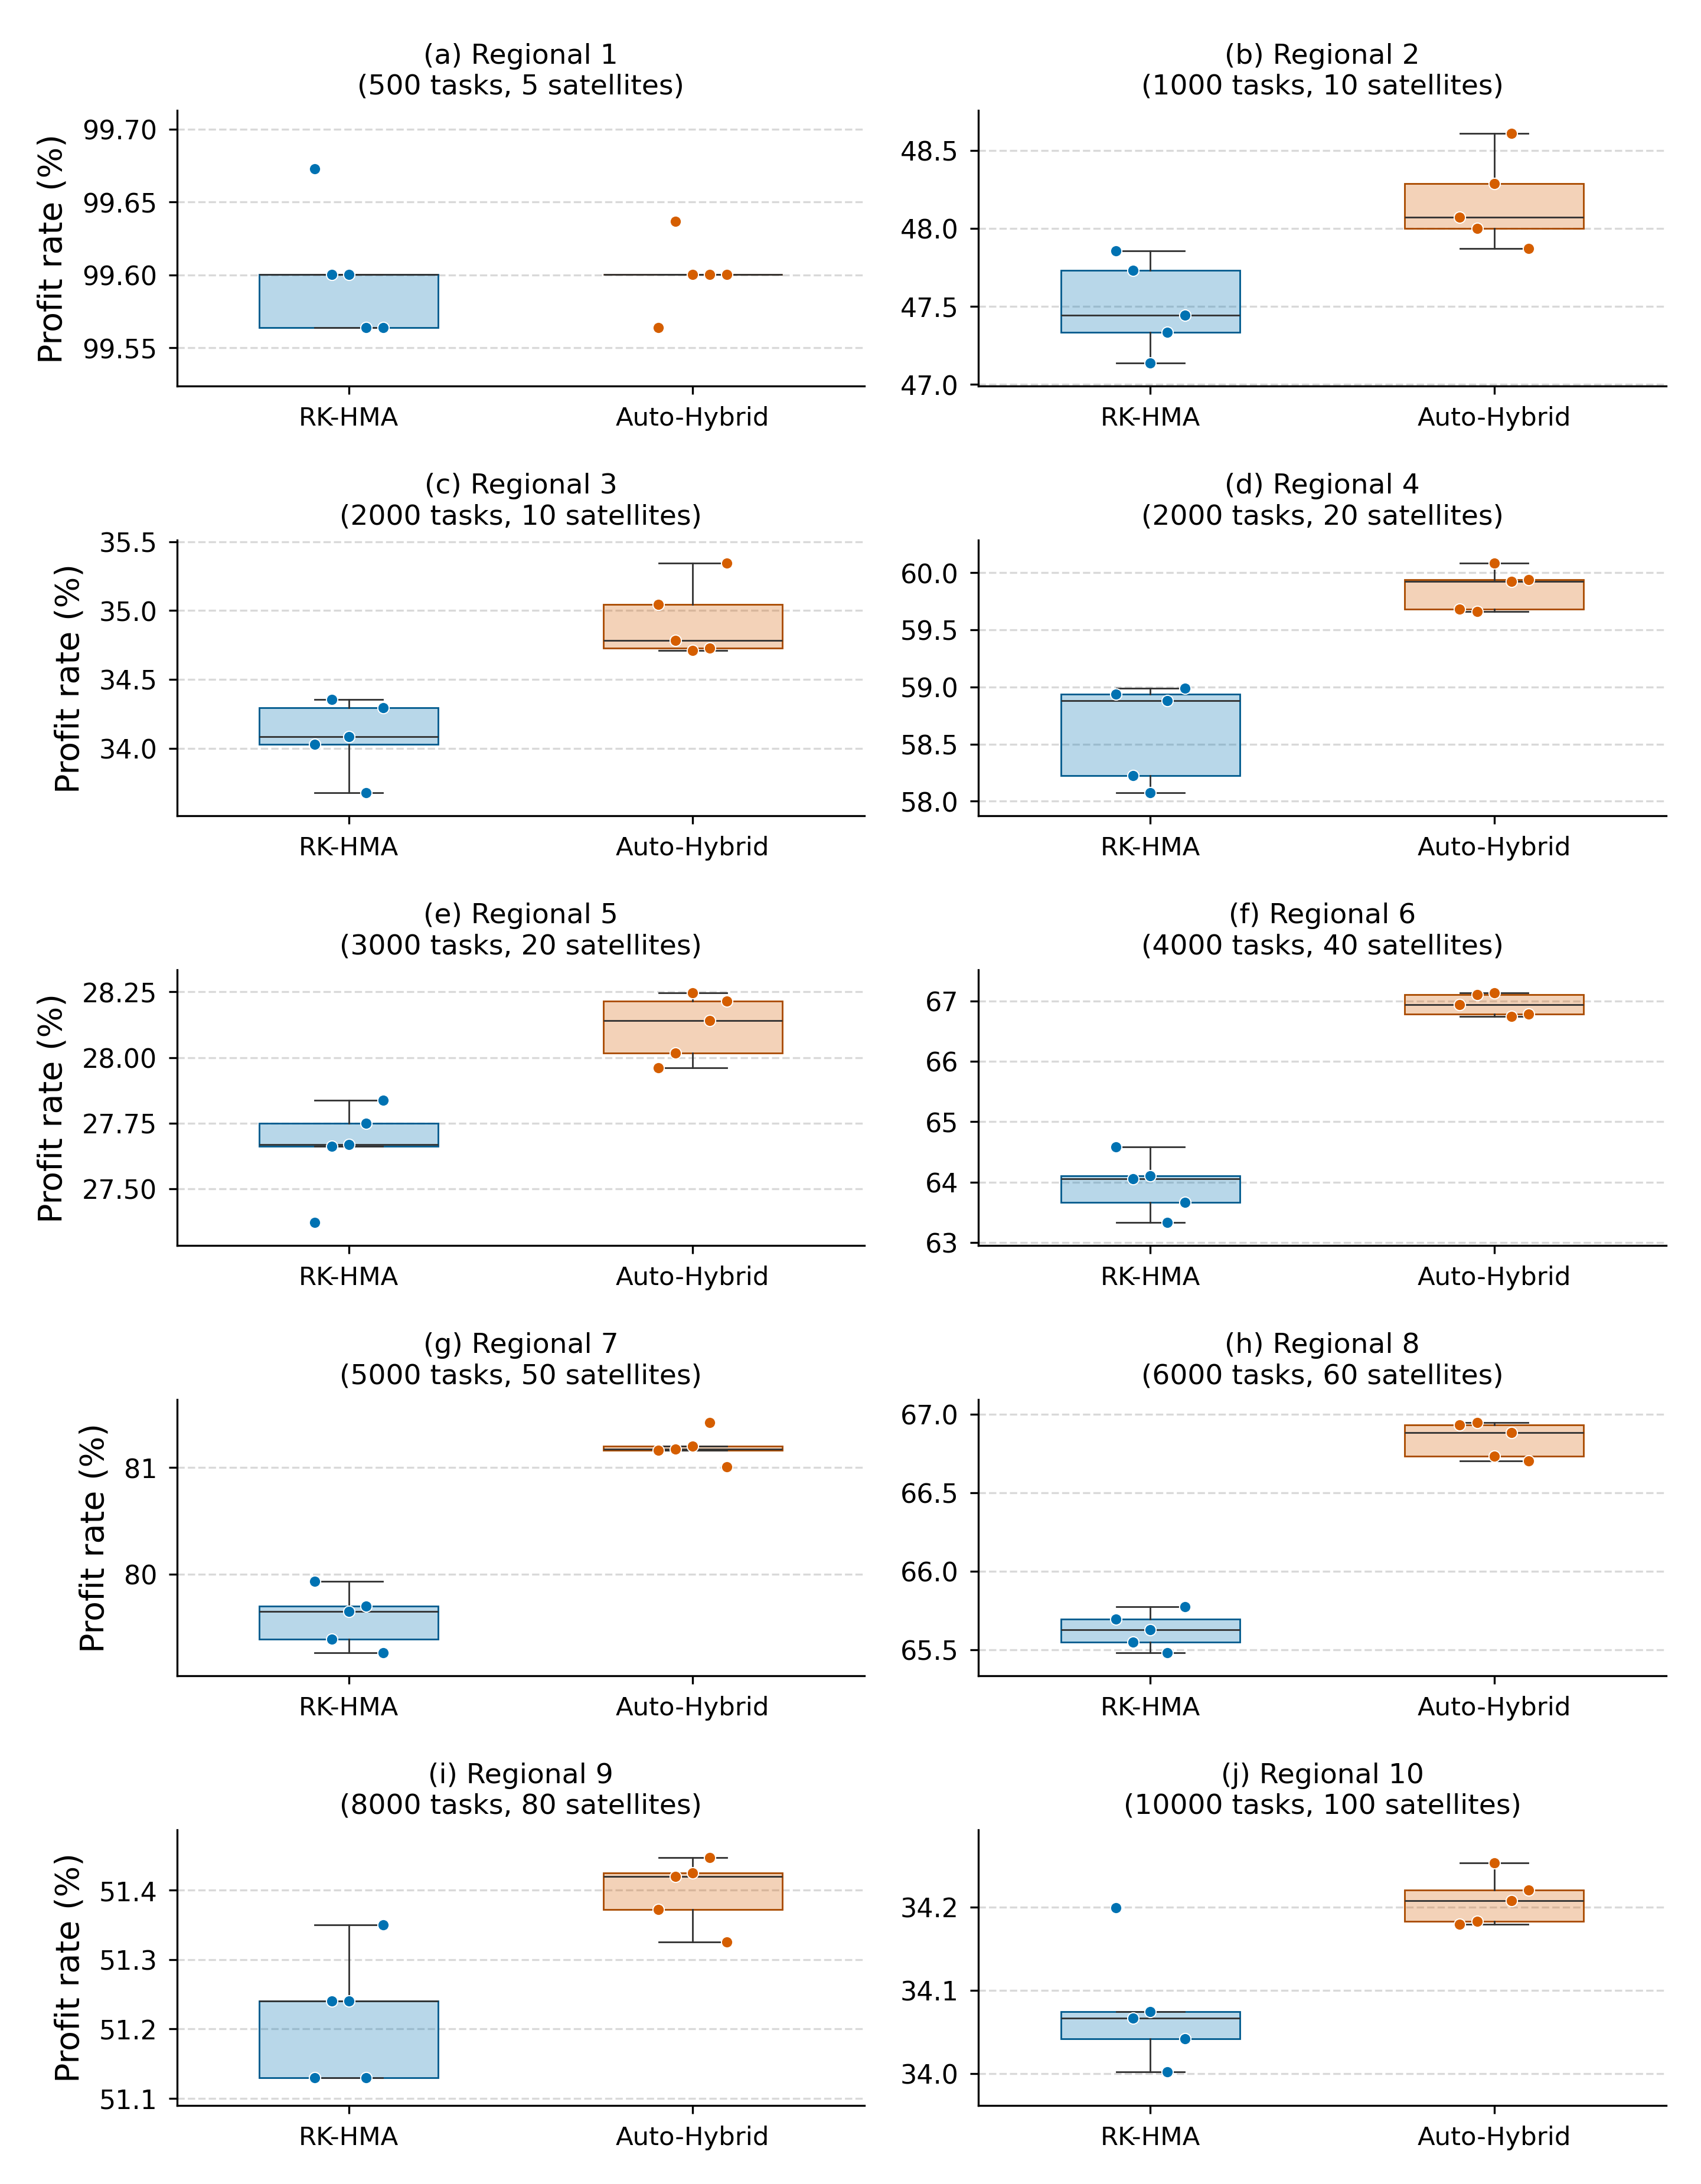 (a) Regional 1
(500 tasks, 5 satellites)
Profit rate (%)
99.70
99.65
99.60
99.55
RK-HMA
Auto-Hybrid
(b) Regional 2
(1000 tasks, 10 satellites)
48.5
48.0
47.5
47.0
RK-HMA
Auto-Hybrid
(c) Regional 3
(2000 tasks, 10 satellites)
Profit rate (%)
35.5
35.0
34.5
34.0
RK-HMA
Auto-Hybrid
(d) Regional 4
(2000 tasks, 20 satellites)
60.0
59.5
59.0
58.5
58.0
RK-HMA
Auto-Hybrid
(e) Regional 5
(3000 tasks, 20 satellites)
Profit rate (%)
28.25
28.00
27.75
27.50
RK-HMA
Auto-Hybrid
(f) Regional 6
(4000 tasks, 40 satellites)
67
66
65
64
63
RK-HMA
Auto-Hybrid
(g) Regional 7
(5000 tasks, 50 satellites)
Profit rate (%)
81
80
RK-HMA
Auto-Hybrid
(h) Regional 8
(6000 tasks, 60 satellites)
67.0
66.5
66.0
65.5
RK-HMA
Auto-Hybrid
(i) Regional 9
(8000 tasks, 80 satellites)
Profit rate (%)
51.4
51.3
51.2
51.1
RK-HMA
Auto-Hybrid
(j) Regional 10
(10000 tasks, 100 satellites)
34.2
34.1
34.0
RK-HMA
Auto-Hybrid